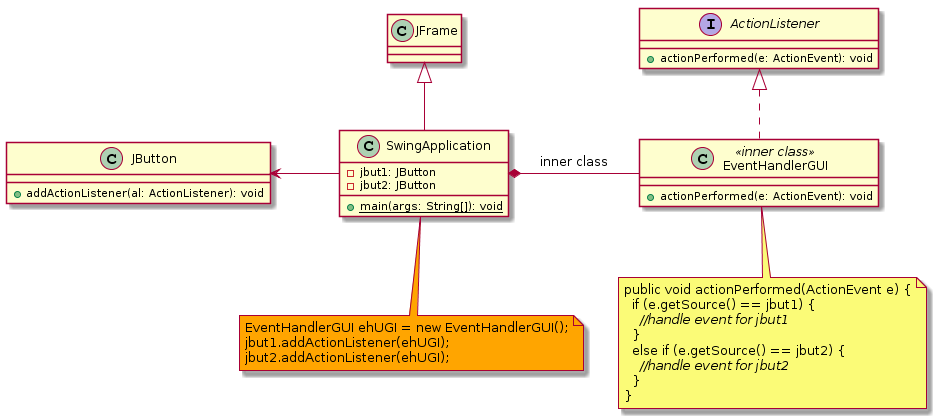 C JFrame
I ActionListener
actionPerformed(e: ActionEvent): void
C JButton
addActionListener(al: ActionListener): void
C SwingApplication
jbut1: JButton
jbut2: JButton
main(args: String[]): void
inner class
C «inner class»
EventHandlerGUI
actionPerformed(e: ActionEvent): void
EventHandlerGUI ehUGI = new EventHandlerGUI();
jbut1.addActionListener(ehUGI);
jbut2.addActionListener(ehUGI);
public void actionPerformed(ActionEvent e) {
if (e.getSource() == jbut1) {
//handle event for jbut1
}
else if (e.getSource() == jbut2) {
//handle event for jbut2
}
}